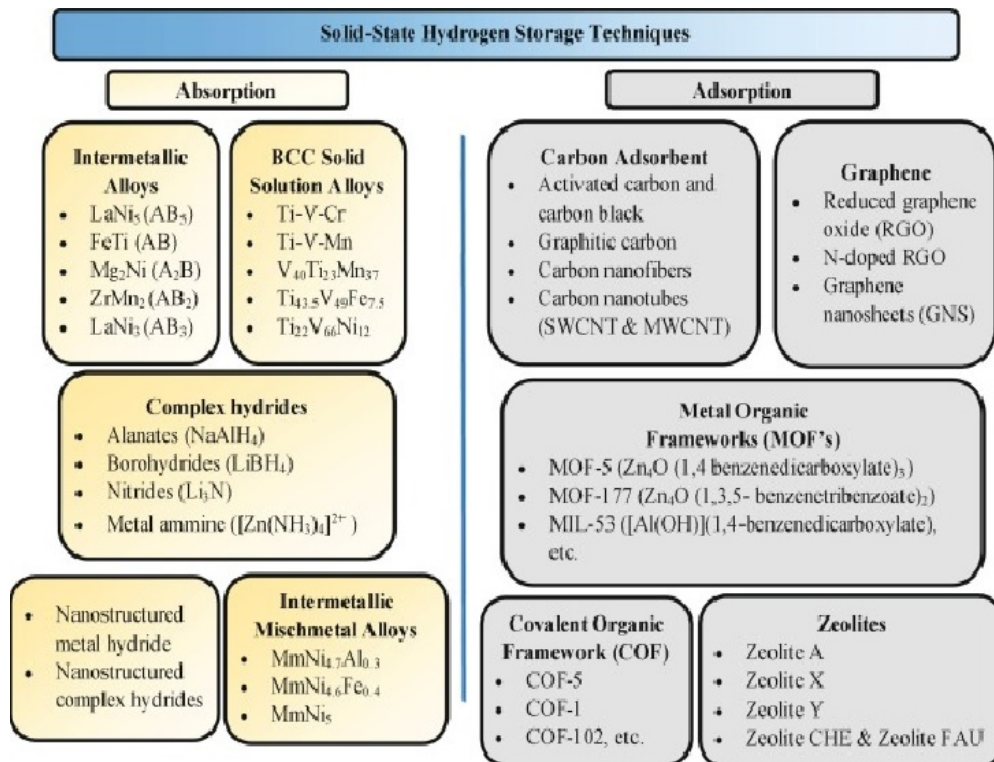 Solid-State Hydrogen Storage Techniques
Absorption
Intermetallic
Alloys
• LaNi₅ (AB₅)
• FeTi (AB)
• Mg₂Ni (A₂B)
• ZrMn₂ (AB₂)
• LaNi₃ (AB₃)
BCC Solid
Solution Alloys
• Ti-V-Cr
• Ti-V-Mn
• V₄₀Ti₂₃Mn₃₇
• Ti₄₃.₅V₄₉Fe₇.₅
• Ti₂₂V₆₆Ni₁₂
Complex hydrides
• Alanates (NaAlH₄)
• Borohydrides (LiBH₄)
• Nitrides (Li₃N)
• Metal ammine ([Zn(NH₃)₄]²⁺ )
• Nanostructured
metal hydride
• Nanostructured
complex hydrides
Intermetallic
Mischmetal Alloys
• MmNi₄.₇Al₀.₃
• MmNi₄.₆Fe₀.₄
• MmNi₅
Adsorption
Carbon Adsorbent
• Activated carbon and
carbon black
• Graphitic carbon
• Carbon nanofibers
• Carbon nanotubes
(SWCNT & MWCNT)
Graphene
• Reduced graphene
oxide (RGO)
• N-doped RGO
• Graphene
nanosheets (GNS)
Metal Organic
Frameworks (MOF's)
• MOF-5 (Zn₄O (1,4 benzenedicarboxylate)₃)
• MOF-177 (Zn₄O (1,3,5- benzenetribenzoate)₂)
• MIL-53 ([Al(OH)](1,4-benzenedicarboxylate),
etc.
Covalent Organic
Framework (COF)
• COF-5
• COF-1
• COF-102, etc.
Zeolites
• Zeolite A
• Zeolite X
• Zeolite Y
• Zeolite CHE & Zeolite FAU